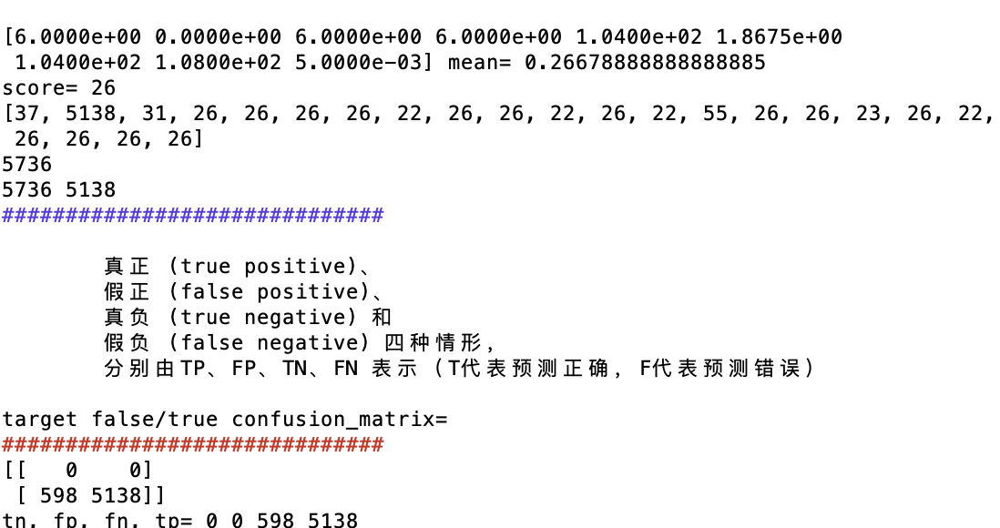 [6.0000e+00 0.0000e+00 6.0000e+00 6.0000e+00 1.0400e+02 1.8675e+00
 1.0400e+02 1.0800e+02 5.0000e-03] mean= 0.26678888888888885
score= 26
[37, 5138, 31, 26, 26, 26, 26, 22, 26, 26, 22, 26, 22, 55, 26, 26, 23, 26, 22,
 26, 26, 26, 26]
5736
5736 5138
##############################
真正 (true positive)、
假正 (false positive)、
真负 (true negative) 和
假负 (false negative) 四种情形，
分别由TP、FP、TN、FN 表示（T代表预测正确，F代表预测错误）
target false/true confusion_matrix=
##############################
[[   0    0]
 [ 598 5138]]
tn, fp, fn, tp= 0 0 598 5138